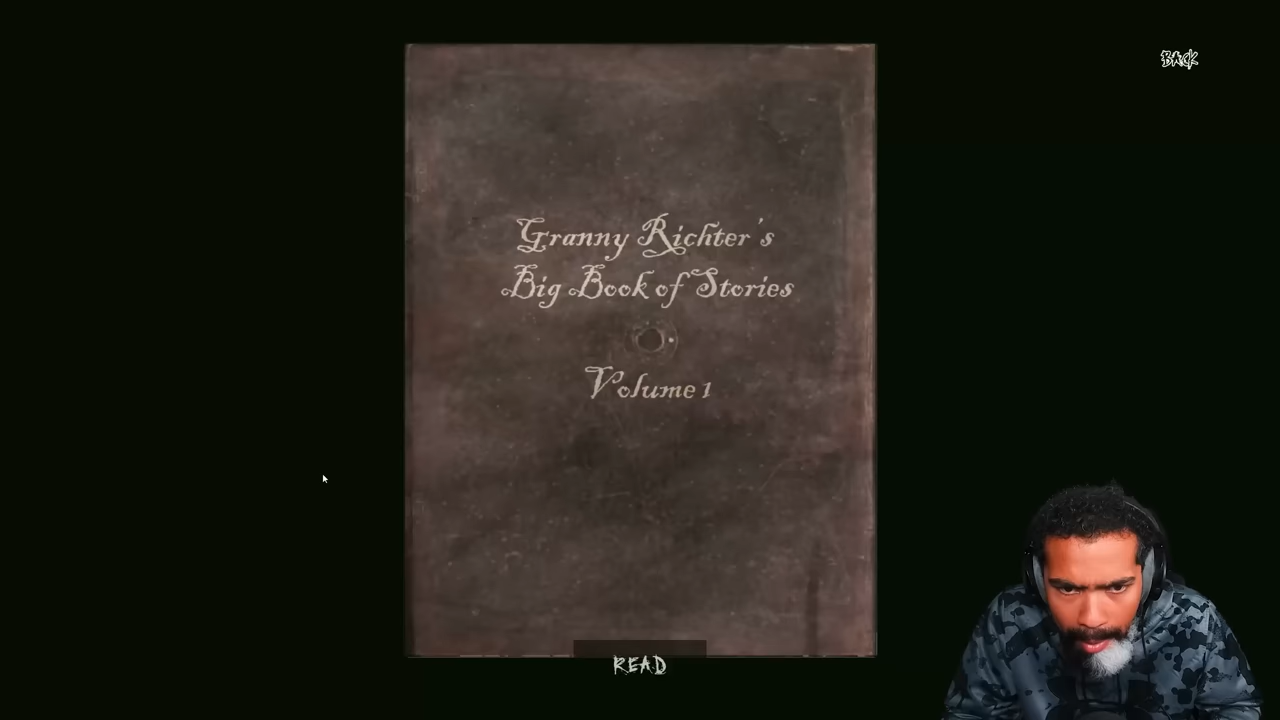 BACK
Granny Richter's
Big Book of Stories
Volume 1
READ